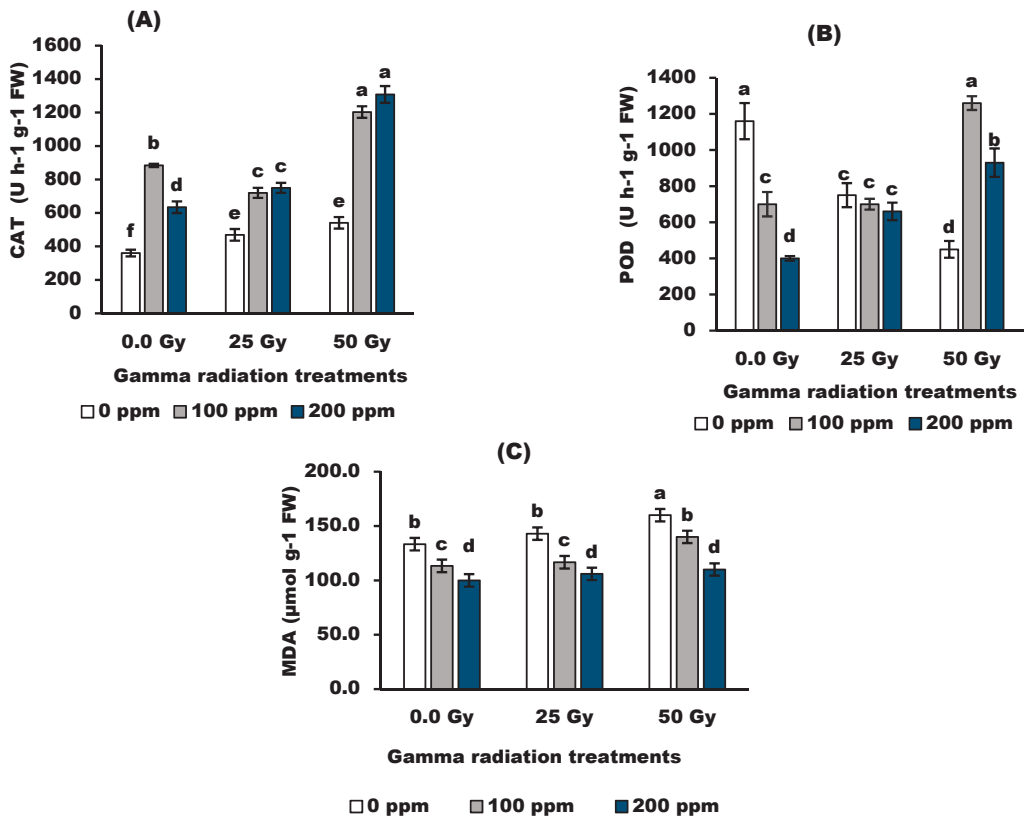 (A)
CAT (U h-1 g-1 FW)
1600
1400
1200
1000
800
600
400
200
0
f
b
d
e
c
c
e
a
a
0.0 Gy 25 Gy 50 Gy
Gamma radiation treatments
0 ppm 100 ppm 200 ppm
(B)
POD (U h-1 g-1 FW)
1400
1200
1000
800
600
400
200
0
a
c
d
c
c
c
d
a
b
0.0 Gy 25 Gy 50 Gy
Gamma radiation treatments
0 ppm 100 ppm 200 ppm
(C)
MDA (µmol g-1 FW)
200.0
150.0
100.0
50.0
0.0
b
c
d
b
c
d
a
b
d
0.0 Gy 25 Gy 50 Gy
Gamma radiation treatments
0 ppm 100 ppm 200 ppm